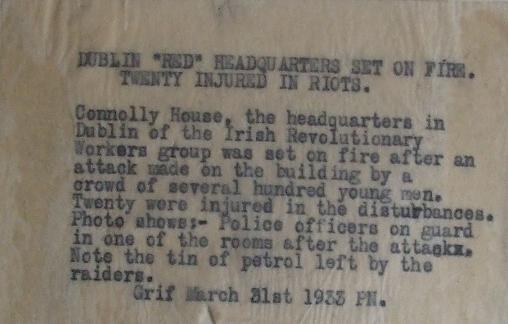 DUBLIN "RED" HEADQUARTERS SET ON FIRE.
TWENTY INJURED IN RIOTS.
Connolly House, the headquarters in
Dublin of the Irish Revolutionary
Workers group was set on fire after an
attack made on the building by a
crowd of several hundred young men.
Twenty were injured in the disturbances.
Photo shows:- Police officers on guard
in one of the rooms after the attackx.
Note the tin of petrol left by the
raiders.
Grif March 31st 1933 PN.